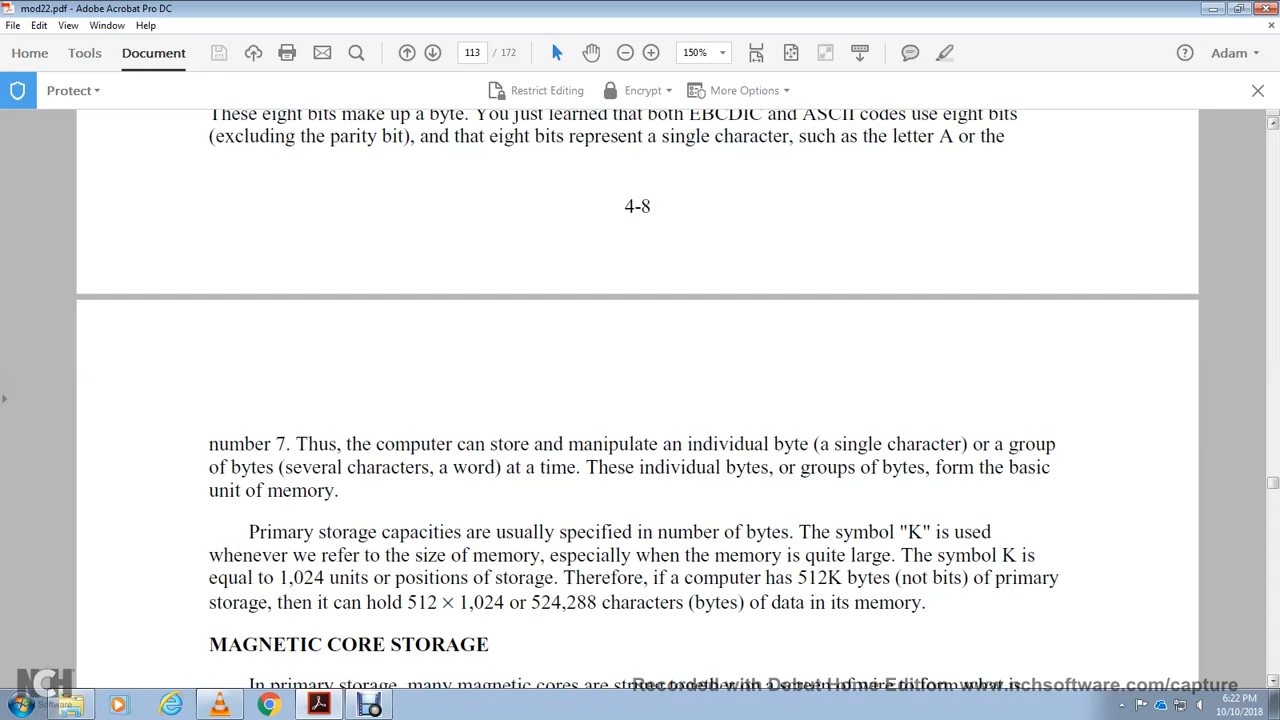 mod22.pdf - Adobe Acrobat Pro DC
File Edit View Window Help
Home Tools Document 113 / 172 150% Adam
Protect Restrict Editing Encrypt More Options
These eight bits make up a byte. You just learned that both EBCDIC and ASCII codes use eight bits
(excluding the parity bit), and that eight bits represent a single character, such as the letter A or the
4-8
number 7. Thus, the computer can store and manipulate an individual byte (a single character) or a group
of bytes (several characters, a word) at a time. These individual bytes, or groups of bytes, form the basic
unit of memory.
Primary storage capacities are usually specified in number of bytes. The symbol "K" is used
whenever we refer to the size of memory, especially when the memory is quite large. The symbol K is
equal to 1,024 units or positions of storage. Therefore, if a computer has 512K bytes (not bits) of primary
storage, then it can hold 512 × 1,024 or 524,288 characters (bytes) of data in its memory.
MAGNETIC CORE STORAGE
In primary storage, many magnetic cores are
Recorded with Debut Home Edition www.nchsoftware.com/capture
NCH
Software
6:22 PM
10/10/2018